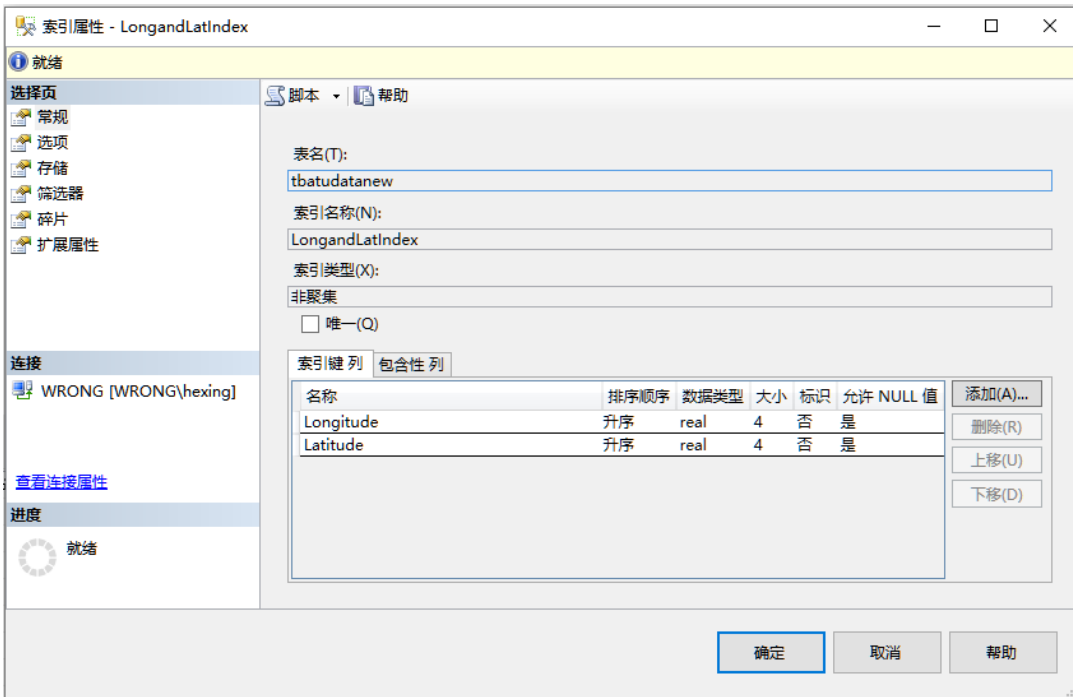 索引属性 - LongandLatIndex
就绪
选择页
常规
选项
存储
筛选器
碎片
扩展属性
连接
WRONG [WRONG\hexing]
查看连接属性
进度
就绪
脚本 帮助
表名(T):
tbatudatanew
索引名称(N):
LongandLatIndex
索引类型(X):
非聚集
唯一(Q)
索引键 列 包含性 列
名称 排序顺序 数据类型 大小 标识 允许 NULL 值
Longitude 升序 real 4 否 是
Latitude 升序 real 4 否 是
添加(A)...
删除(R)
上移(U)
下移(D)
确定 取消 帮助